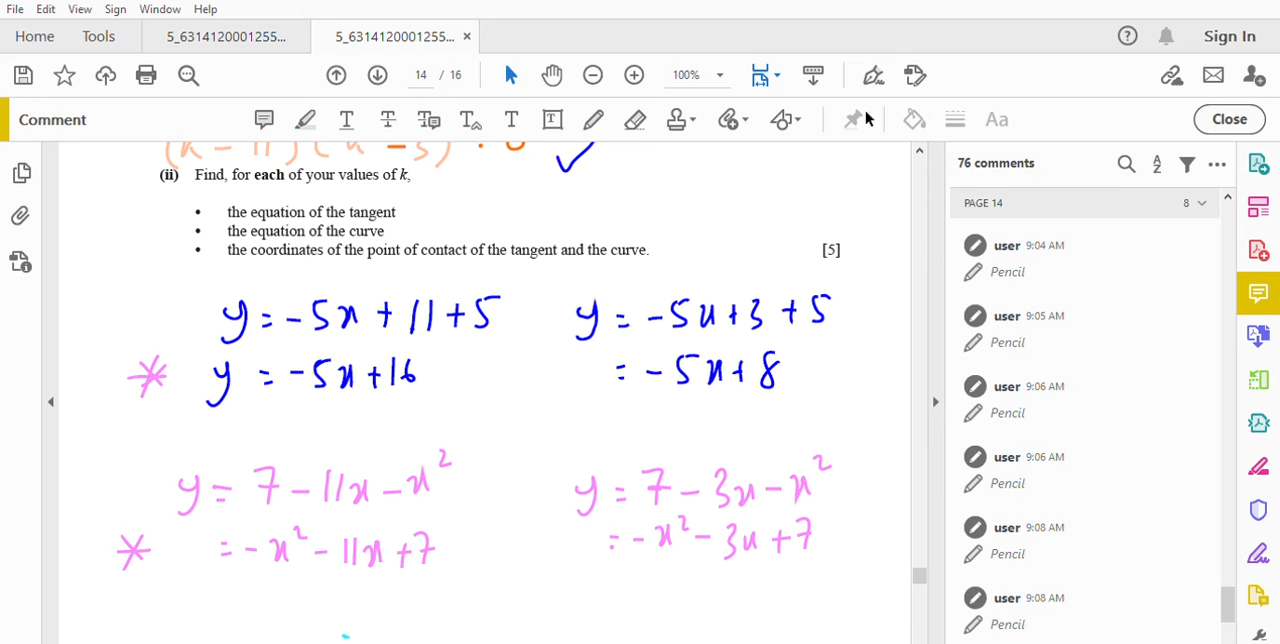 File Edit View Sign Window Help
Home Tools 5_6314120001255... 5_6314120001255... × Sign In
14 / 16 100%
Comment Close
(ii) Find, for each of your values of k,
• the equation of the tangent
• the equation of the curve
• the coordinates of the point of contact of the tangent and the curve. [5]
y = -5x + 11 + 5 y = -5x + 3 + 5
* y = -5x + 16 = -5x + 8
y = 7 - 11x - x² y = 7 - 3x - x²
* = -x² - 11x + 7 = -x² - 3x + 7
76 comments
PAGE 14 8
user 9:04 AM
Pencil
user 9:05 AM
Pencil
user 9:06 AM
Pencil
user 9:06 AM
Pencil
user 9:08 AM
Pencil
user 9:08 AM
Pencil